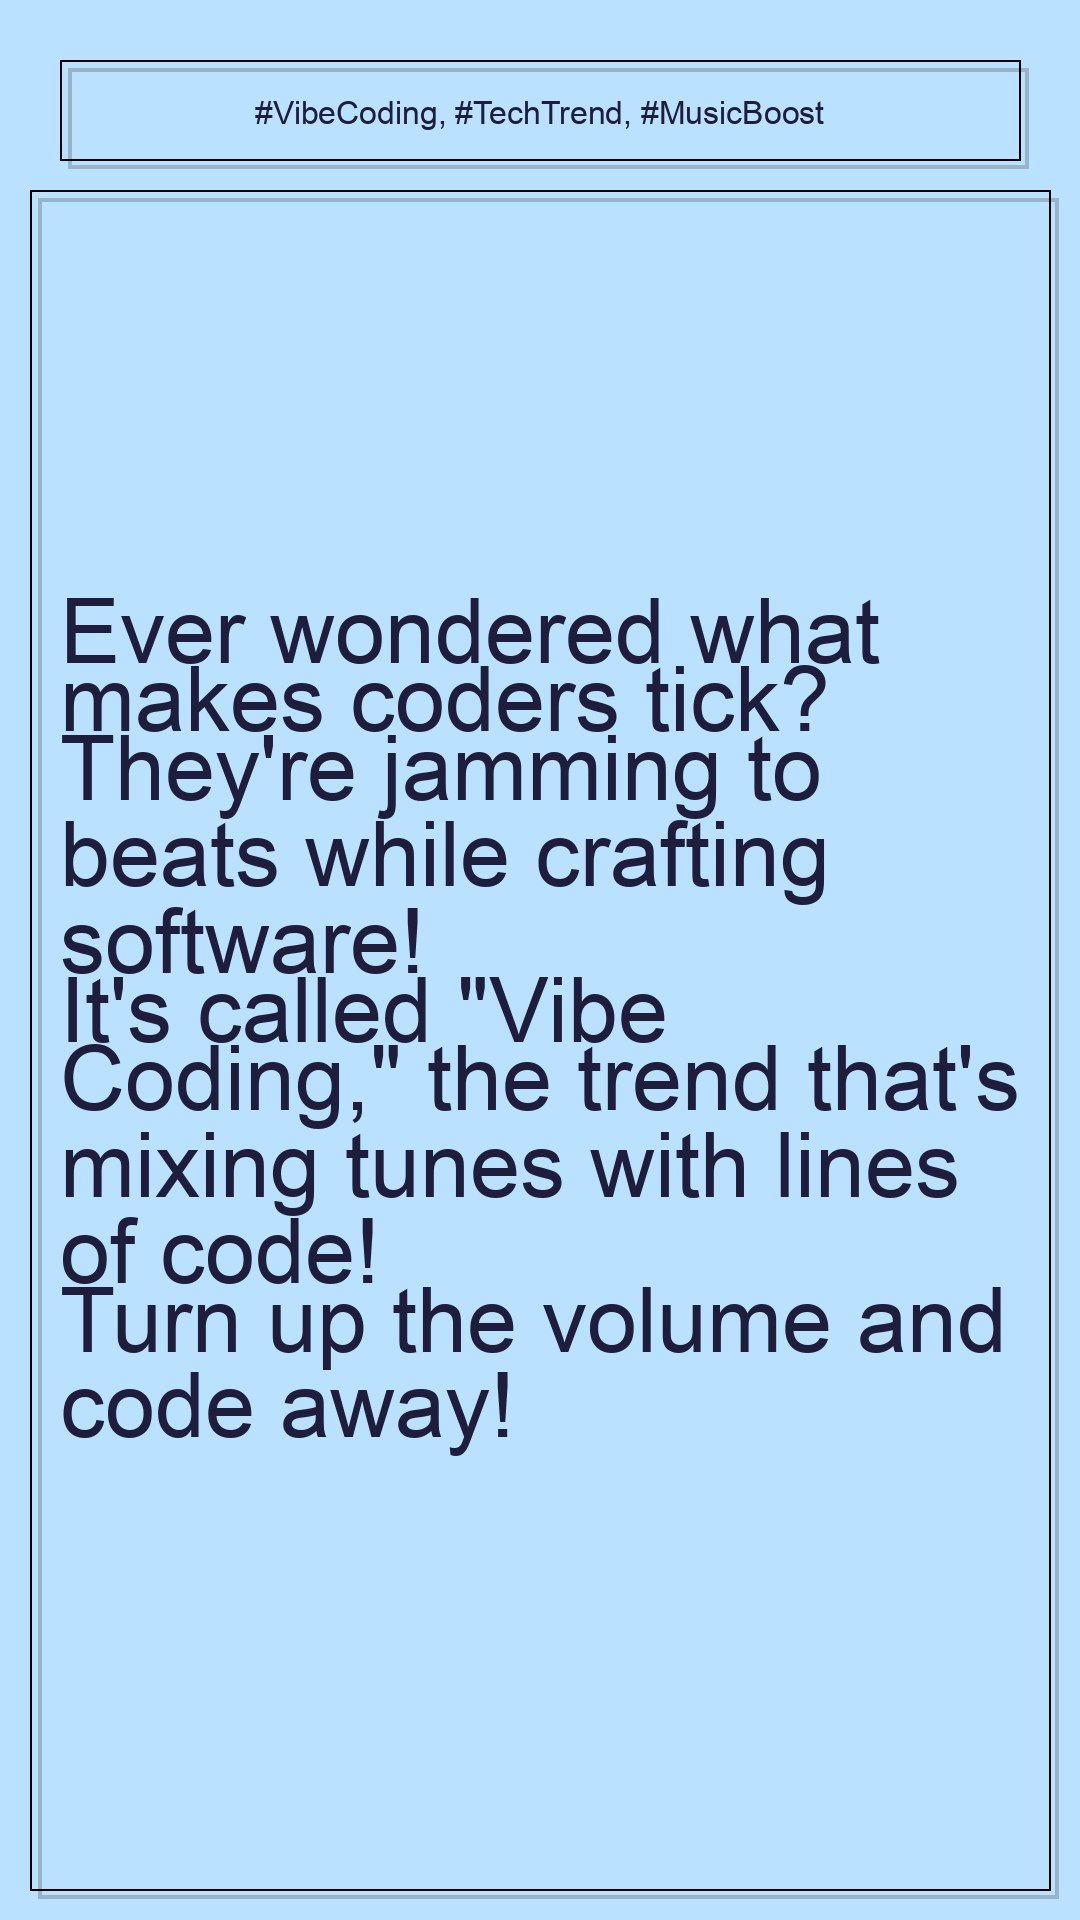 #VibeCoding, #TechTrend, #MusicBoost
Ever wondered what
makes coders tick?
They're jamming to
beats while crafting
software!
It's called "Vibe
Coding," the trend that's
mixing tunes with lines
of code!
Turn up the volume and
code away!